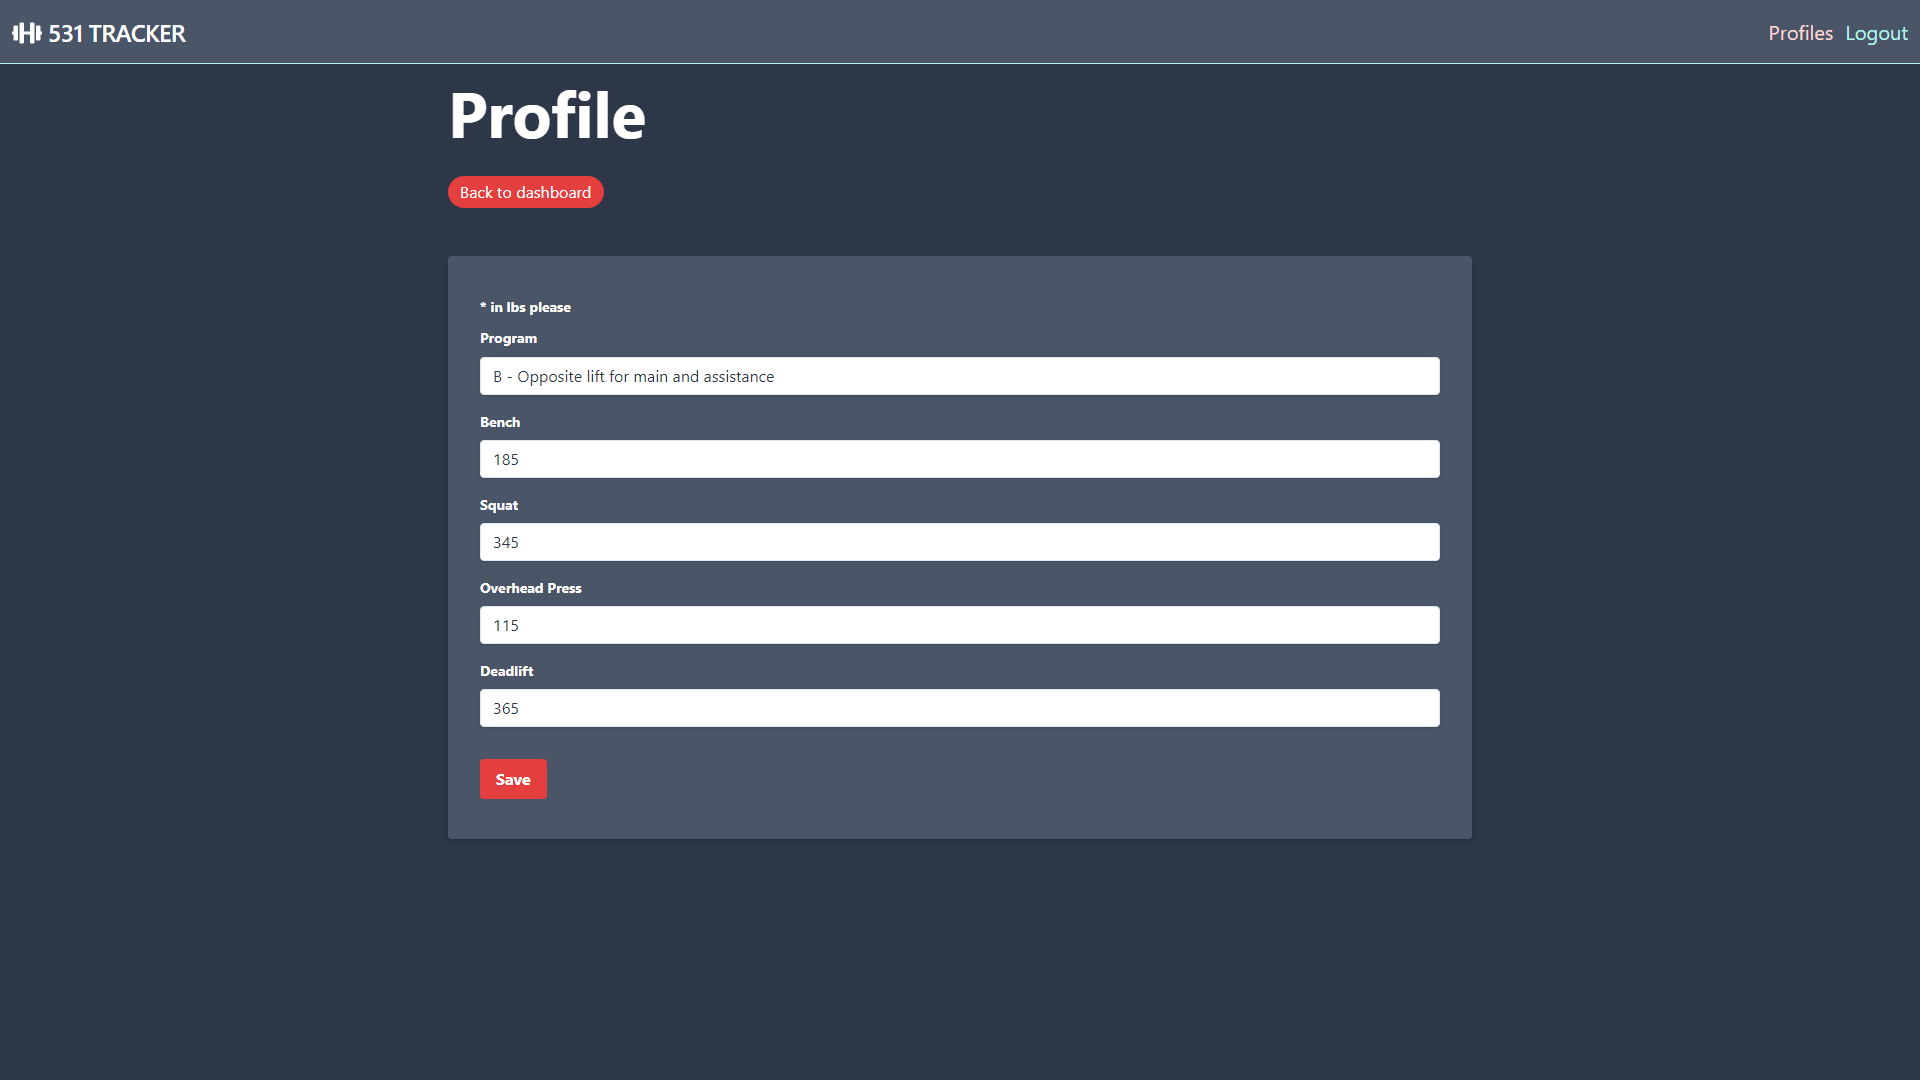 531 TRACKER
Profiles Logout
Profile
Back to dashboard
* in lbs please
Program
B - Opposite lift for main and assistance
Bench
185
Squat
345
Overhead Press
115
Deadlift
365
Save